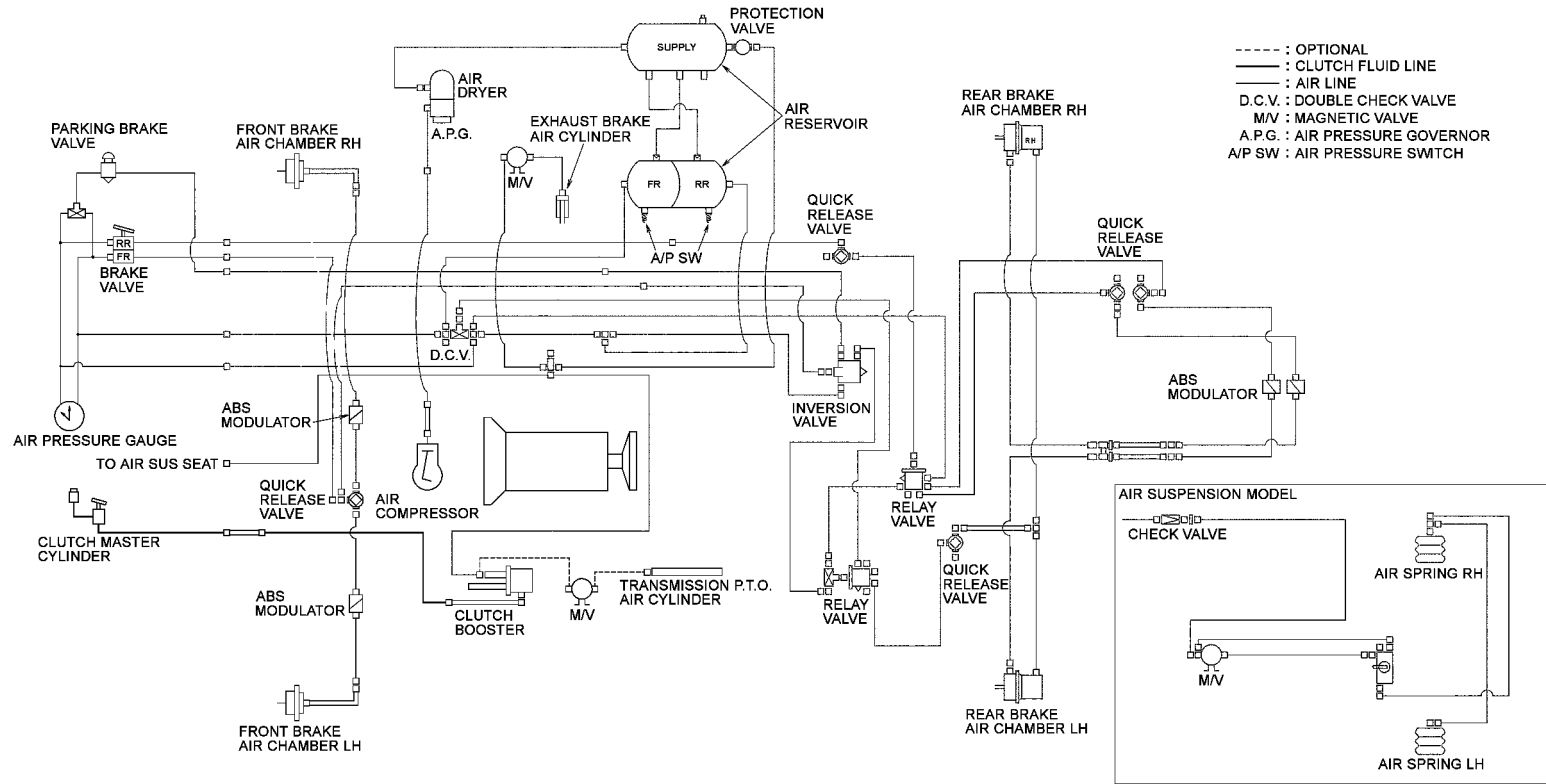 PROTECTION
VALVE
SUPPLY
----- : OPTIONAL
: CLUTCH FLUID LINE
: AIR LINE
D.C.V. : DOUBLE CHECK VALVE
M/V : MAGNETIC VALVE
A.P.G. : AIR PRESSURE GOVERNOR
A/P SW : AIR PRESSURE SWITCH
AIR
DRYER
A.P.G.
AIR
RESERVOIR
EXHAUST BRAKE
AIR CYLINDER
M/V
REAR BRAKE
AIR CHAMBER RH
RH
PARKING BRAKE
VALVE
FRONT BRAKE
AIR CHAMBER RH
FR
RR
A/P SW
QUICK
RELEASE
VALVE
QUICK
RELEASE
VALVE
RR
FR
BRAKE
VALVE
D.C.V.
INVERSION
VALVE
ABS
MODULATOR
ABS
MODULATOR
AIR PRESSURE GAUGE
TO AIR SUS SEAT
QUICK
RELEASE
VALVE
AIR
COMPRESSOR
RELAY
VALVE
CLUTCH MASTER
CYLINDER
ABS
MODULATOR
CLUTCH
BOOSTER
M/V
TRANSMISSION P.T.O.
AIR CYLINDER
RELAY
VALVE
QUICK
RELEASE
VALVE
FRONT BRAKE
AIR CHAMBER LH
REAR BRAKE
AIR CHAMBER LH
AIR SUSPENSION MODEL
CHECK VALVE
AIR SPRING RH
M/V
AIR SPRING LH